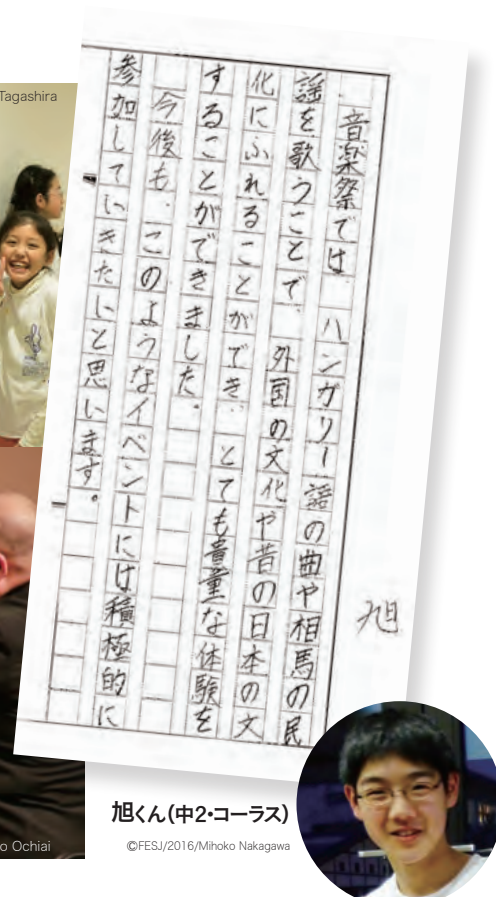 Tagashira
旭
音楽祭では、ハンガリー語の曲や相馬の民
謡を歌うことで、外国の文化や昔の日本の文
化にふれることができ、とても貴重な体験を
することができました。
今後も、このようなイベントには積極的に
参加していきたいと思います。
旭くん(中2・コーラス)
©FESJ/2016/Mihoko Nakagawa
o Ochiai